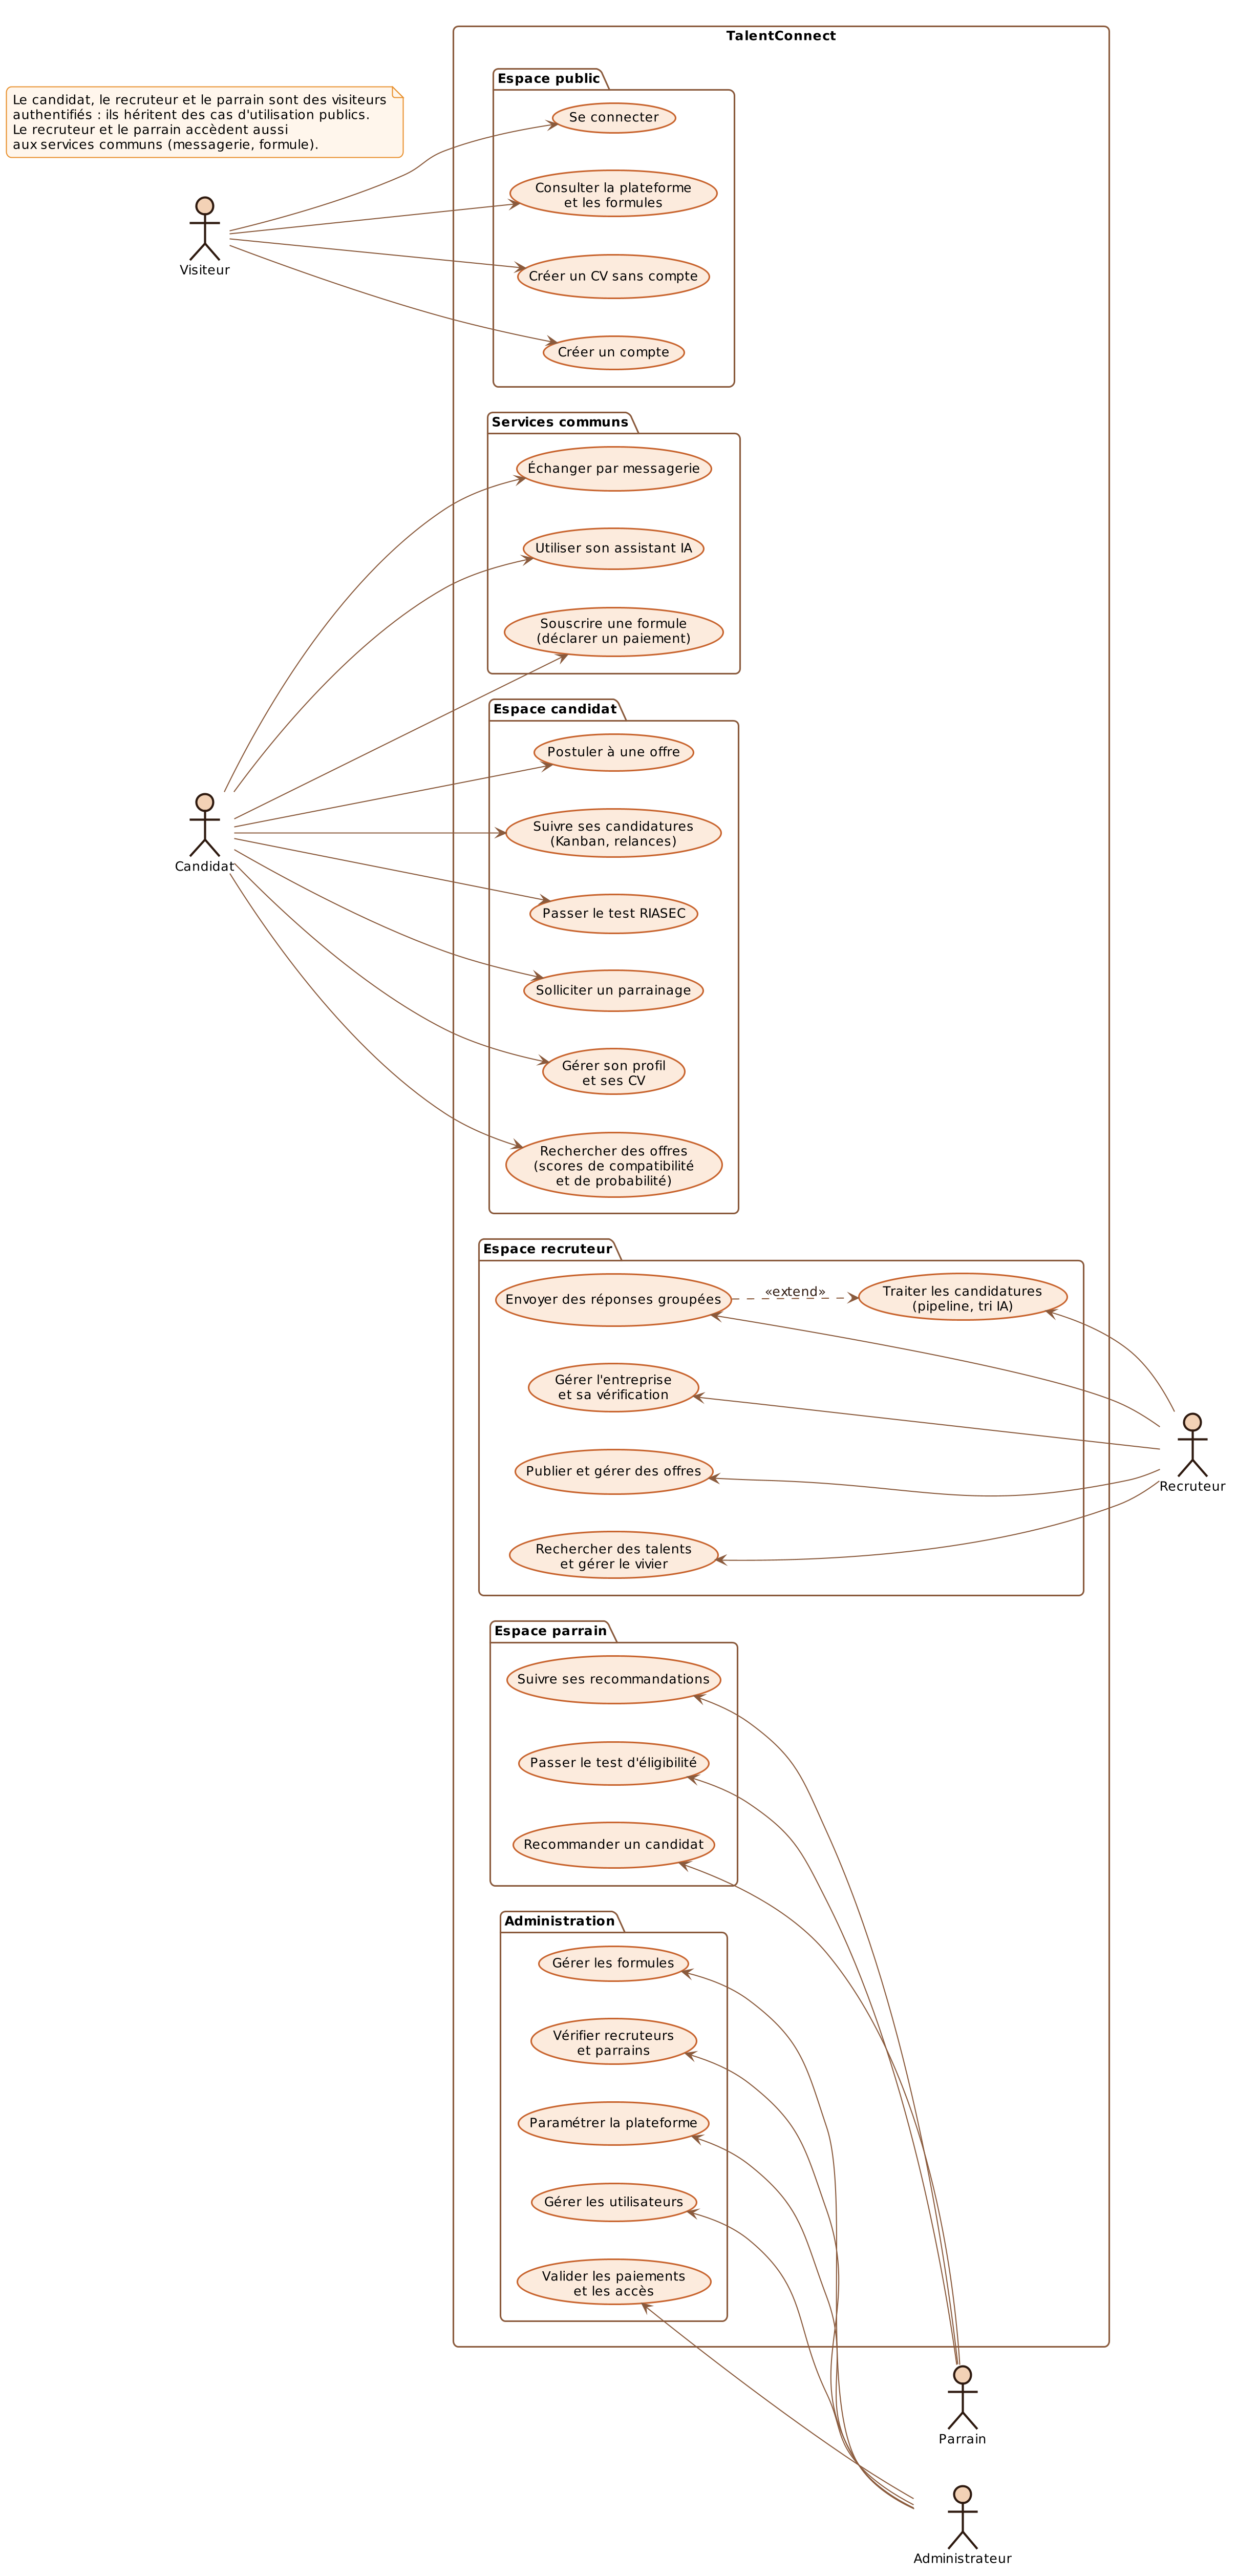 TalentConnect
Le candidat, le recruteur et le parrain sont des visiteurs
authentifiés : ils héritent des cas d'utilisation publics.
Le recruteur et le parrain accèdent aussi
aux services communs (messagerie, formule).
Visiteur
Espace public
Se connecter
Consulter la plateforme
et les formules
Créer un CV sans compte
Créer un compte
Services communs
Échanger par messagerie
Utiliser son assistant IA
Souscrire une formule
(déclarer un paiement)
Candidat
Espace candidat
Postuler à une offre
Suivre ses candidatures
(Kanban, relances)
Passer le test RIASEC
Solliciter un parrainage
Gérer son profil
et ses CV
Rechercher des offres
(scores de compatibilité
et de probabilité)
Espace recruteur
Envoyer des réponses groupées
«extend»
Traiter les candidatures
(pipeline, tri IA)
Gérer l'entreprise
et sa vérification
Publier et gérer des offres
Rechercher des talents
et gérer le vivier
Recruteur
Espace parrain
Suivre ses recommandations
Passer le test d'éligibilité
Recommander un candidat
Administration
Gérer les formules
Vérifier recruteurs
et parrains
Paramétrer la plateforme
Gérer les utilisateurs
Valider les paiements
et les accès
Parrain
Administrateur